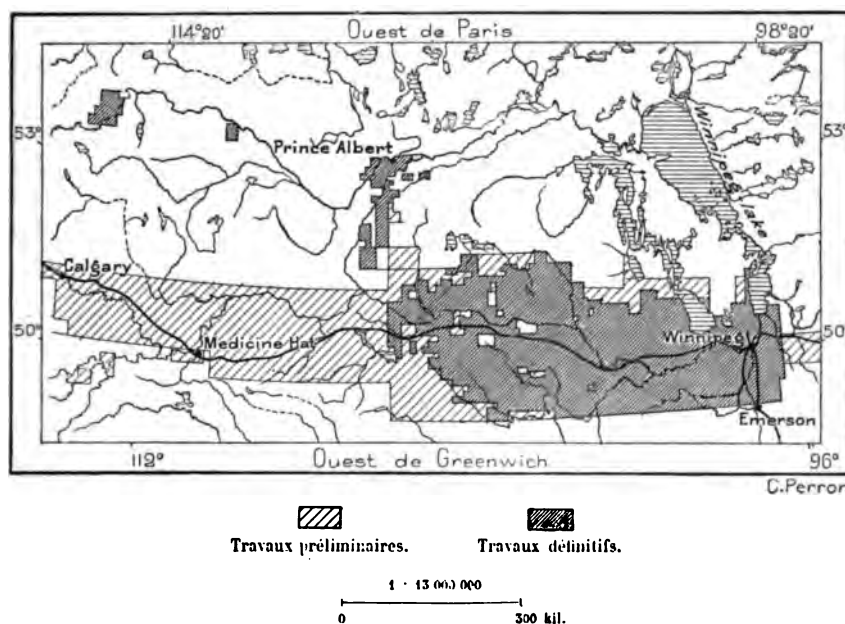 114°20' Ouest de Paris 98°20'
53° 53°
Winnipeg lake
Prince Albert
Calgary
50° 50°
Medicine Hat
Winnipeg
Emerson
112° Ouest de Greenwich 96°
C.Perron
Travaux préliminaires. Travaux définitifs.
1 : 13 000 000
0 300 kil.